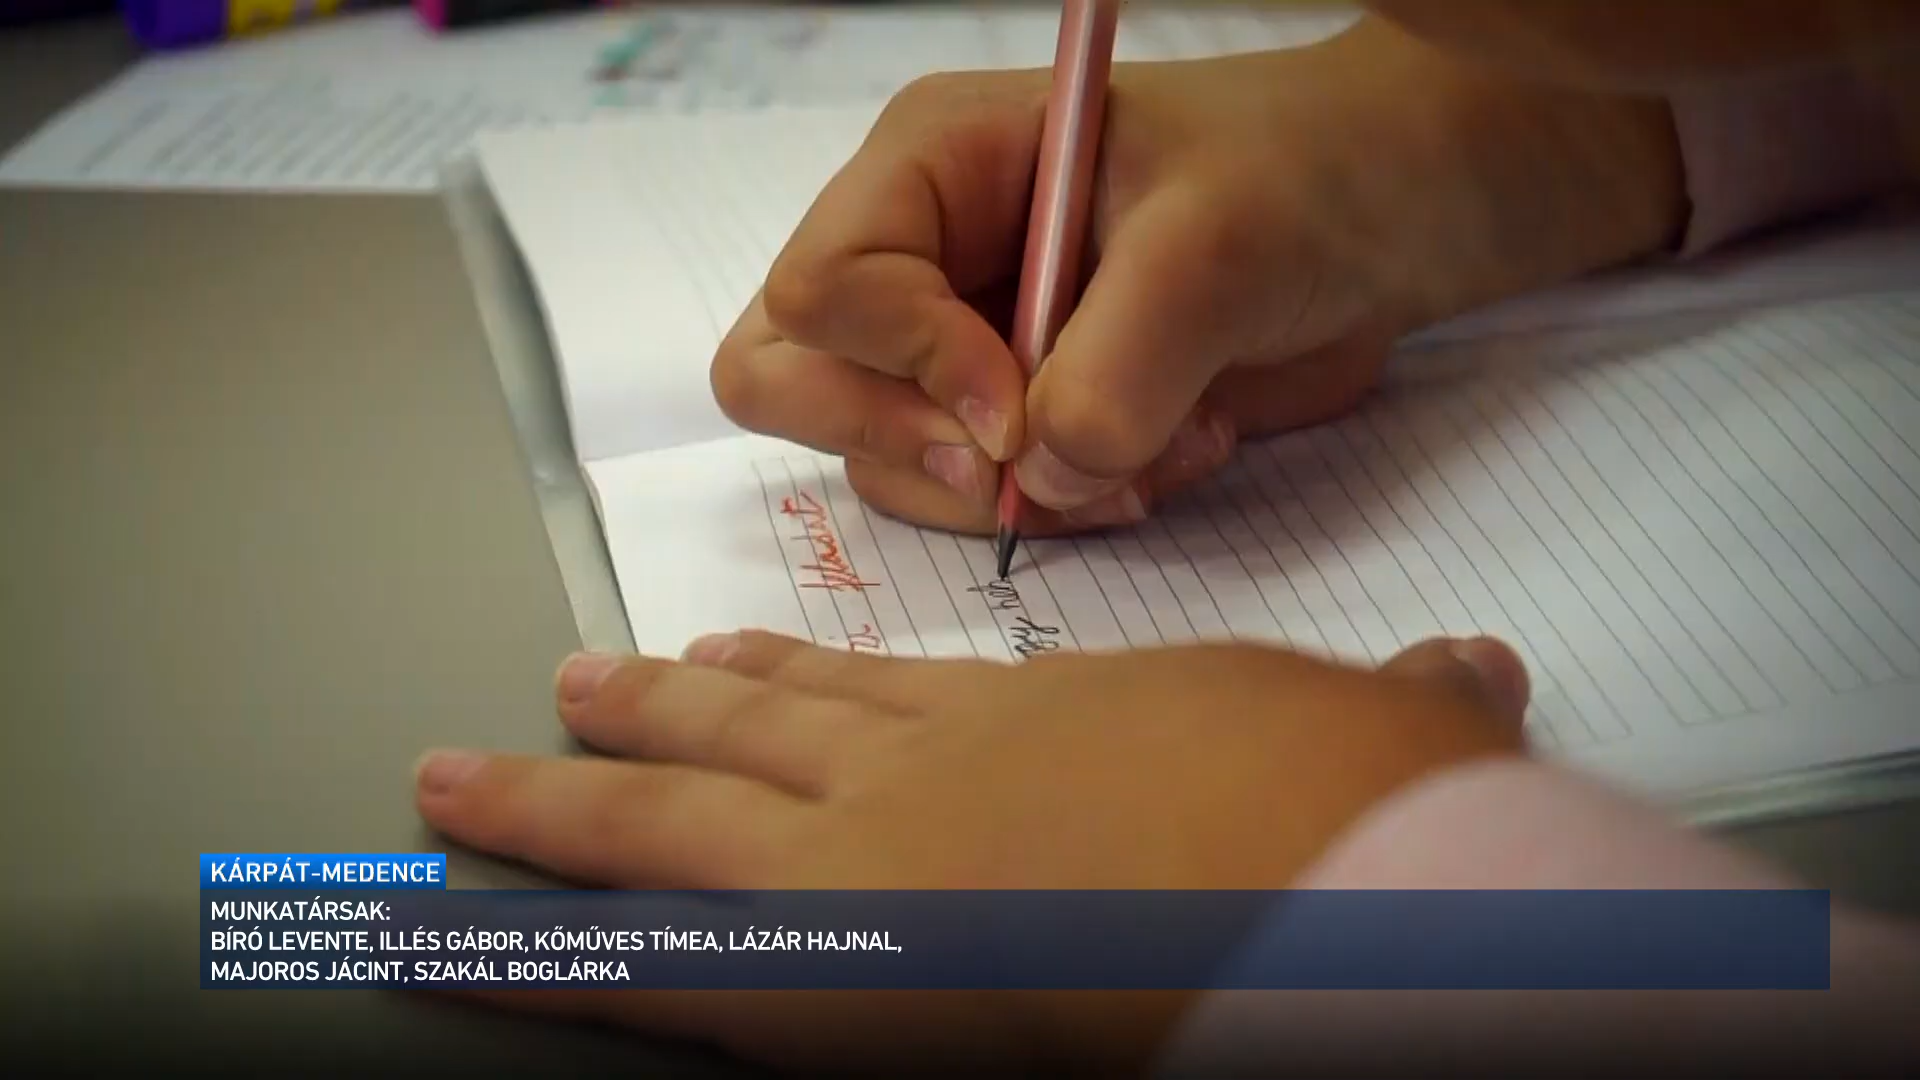 KÁRPÁT-MEDENCE
MUNKATÁRSAK:
BÍRÓ LEVENTE, ILLÉS GÁBOR, KŐMŰVES TÍMEA, LÁZÁR HAJNAL,
MAJOROS JÁCINT, SZAKÁL BOGLÁRKA